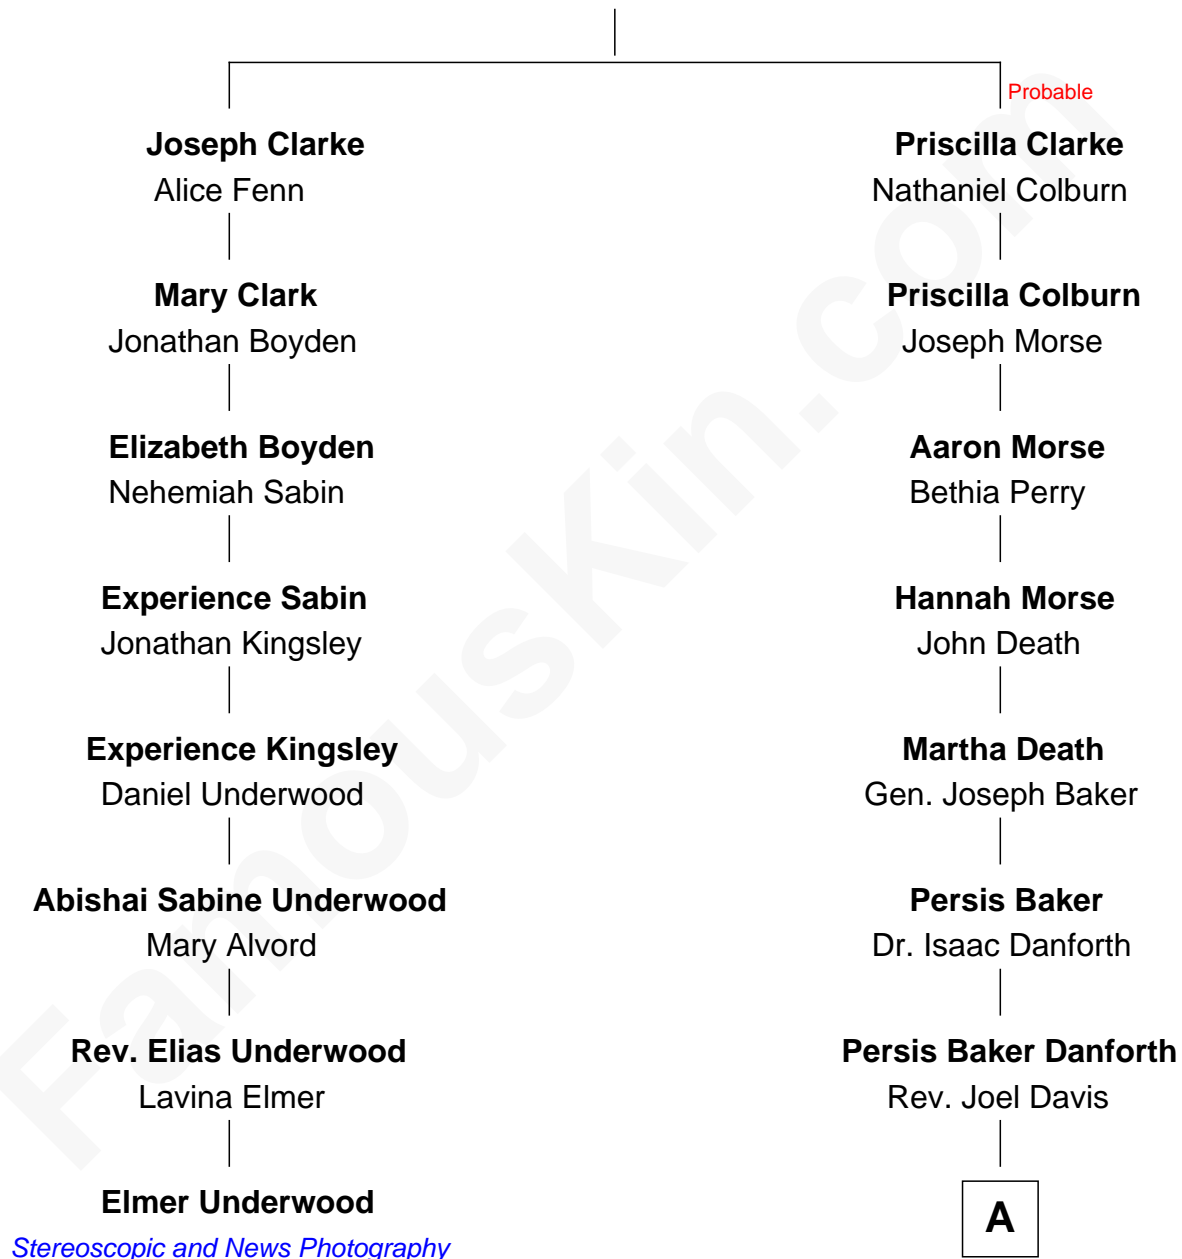 Probable
Joseph Clarke
Alice Fenn
Priscilla Clarke
Nathaniel Colburn
Mary Clark
Jonathan Boyden
Priscilla Colburn
Joseph Morse
Elizabeth Boyden
Nehemiah Sabin
Aaron Morse
Bethia Perry
Experience Sabin
Jonathan Kingsley
Hannah Morse
John Death
Experience Kingsley
Daniel Underwood
Martha Death
Gen. Joseph Baker
Abishai Sabine Underwood
Mary Alvord
Persis Baker
Dr. Isaac Danforth
Rev. Elias Underwood
Lavina Elmer
Persis Baker Danforth
Rev. Joel Davis
Elmer Underwood
Stereoscopic and News Photography
A
FamousKin.com